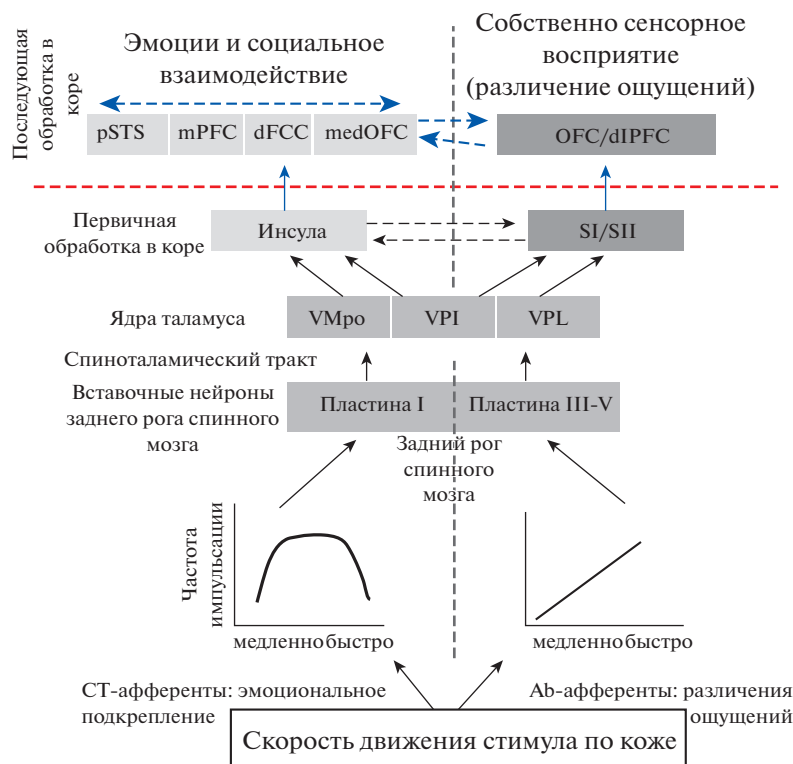 Последующая
обработка в
коре
Эмоции и социальное
взаимодействие
Собственно сенсорное
восприятие
(различение ощущений)
pSTS
mPFC
dFCC
medOFC
OFC/dIPFC
Первичная
обработка в коре
Инсула
SI/SII
Ядра таламуса
VMpo
VPI
VPL
Спиноталамический тракт
Вставочные нейроны
заднего рога спинного
мозга
Пластина I
Пластина III-V
Задний рог
спинного
мозга
Частота
импульсации
медленно быстро
медленно быстро
СТ-афференты: эмоциональное
подкрепление
Ab-афференты: различения
ощущений
Скорость движения стимула по коже